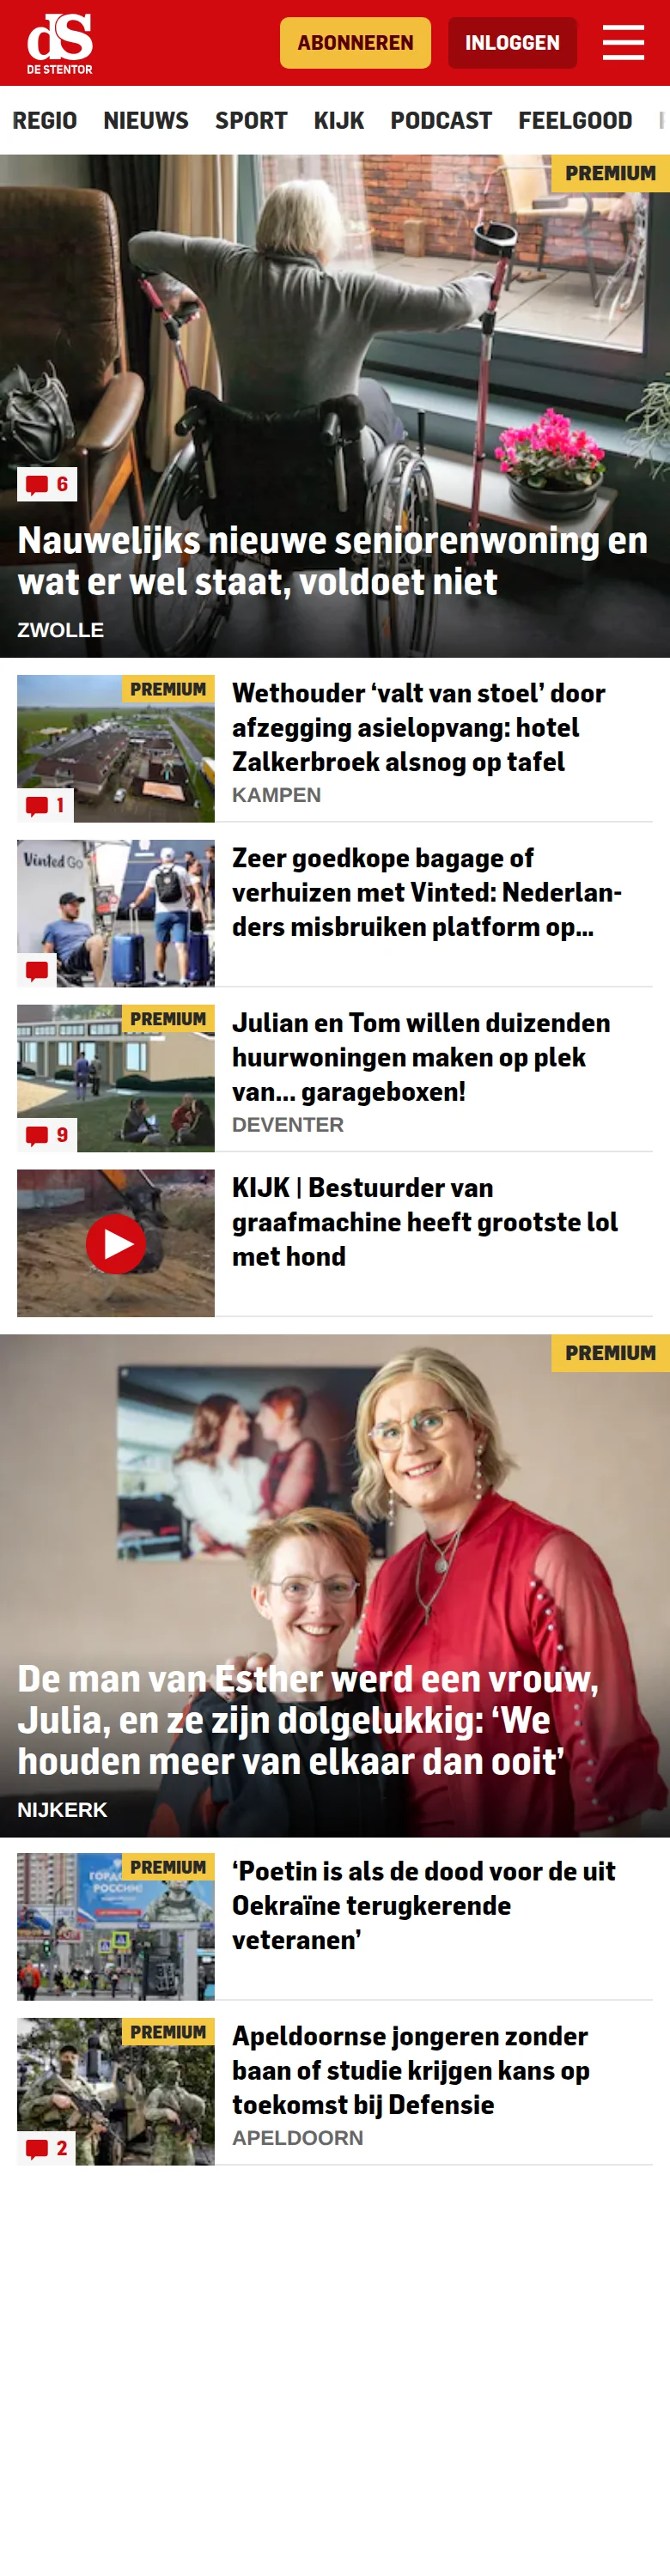 dS
DE STENTOR
ABONNEREN
INLOGGEN
REGIO NIEUWS SPORT KIJK PODCAST FEELGOOD
PREMIUM
6
Nauwelijks nieuwe seniorenwoning en
wat er wel staat, voldoet niet
ZWOLLE
PREMIUM
1
Wethouder ‘valt van stoel’ door
afzegging asielopvang: hotel
Zalkerbroek alsnog op tafel
KAMPEN
Vinted Go
Zeer goedkope bagage of
verhuizen met Vinted: Nederlan-
ders misbruiken platform op...
PREMIUM
9
Julian en Tom willen duizenden
huurwoningen maken op plek
van... garageboxen!
DEVENTER
KIJK | Bestuurder van
graafmachine heeft grootste lol
met hond
PREMIUM
De man van Esther werd een vrouw,
Julia, en ze zijn dolgelukkig: ‘We
houden meer van elkaar dan ooit’
NIJKERK
PREMIUM
‘Poetin is als de dood voor de uit
Oekraïne terugkerende
veteranen’
PREMIUM
2
Apeldoornse jongeren zonder
baan of studie krijgen kans op
toekomst bij Defensie
APELDOORN